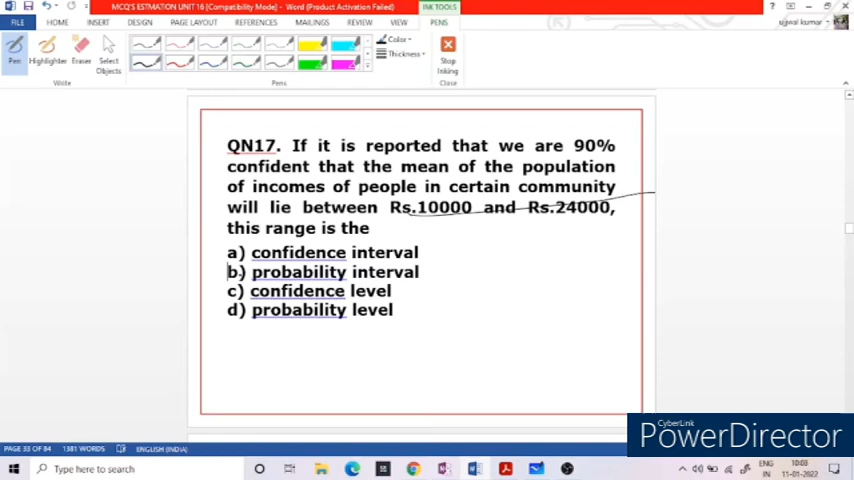 MCQ'S ESTMATION UNIT 16 [Compatibility Mode] - Word (Product Activation Failed)
INK TOOLS
FILE HOME INSERT DESIGN PAGE LAYOUT REFERENCES MAILINGS REVIEW VIEW PENS
ujjwal kumar
Pen Highlighter Eraser Select Objects
Color
Thickness
Stop Inking
Write Pens Close
QN17. If it is reported that we are 90%
confident that the mean of the population
of incomes of people in certain community
will lie between Rs.10000 and Rs.24000,
this range is the
a) confidence interval
b) probability interval
c) confidence level
d) probability level
CyberLink
PowerDirector
PAGE 33 OF 84 1381 WORDS ENGLISH (INDIA)
Type here to search
ENG
IN
10:03
11-01-2022